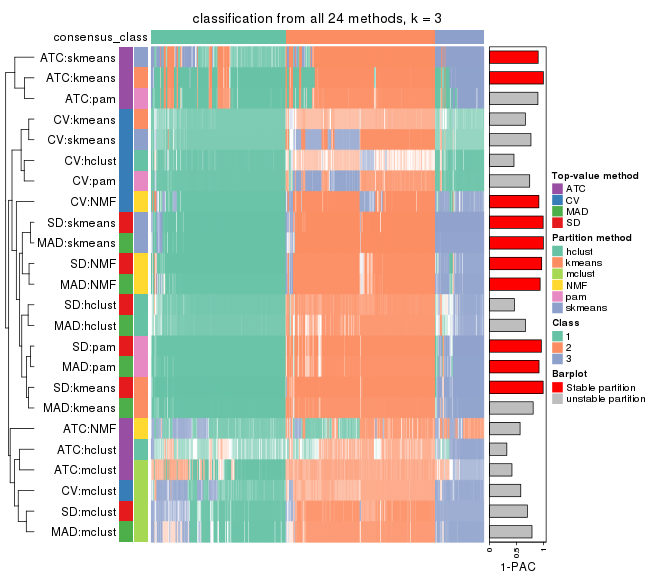 classification from all 24 methods, k = 3
consensus_class
ATC:skmeans
ATC:kmeans
ATC:pam
CV:kmeans
CV:skmeans
CV:hclust
CV:pam
CV:NMF
SD:skmeans
MAD:skmeans
SD:NMF
MAD:NMF
SD:hclust
MAD:hclust
SD:pam
MAD:pam
SD:kmeans
MAD:kmeans
ATC:NMF
ATC:hclust
ATC:mclust
CV:mclust
SD:mclust
MAD:mclust
0
0.5
1
1-PAC
Top-value method
ATC
CV
MAD
SD
Partition method
hclust
kmeans
mclust
NMF
pam
skmeans
Class
1
2
3
Barplot
Stable partition
unstable partition